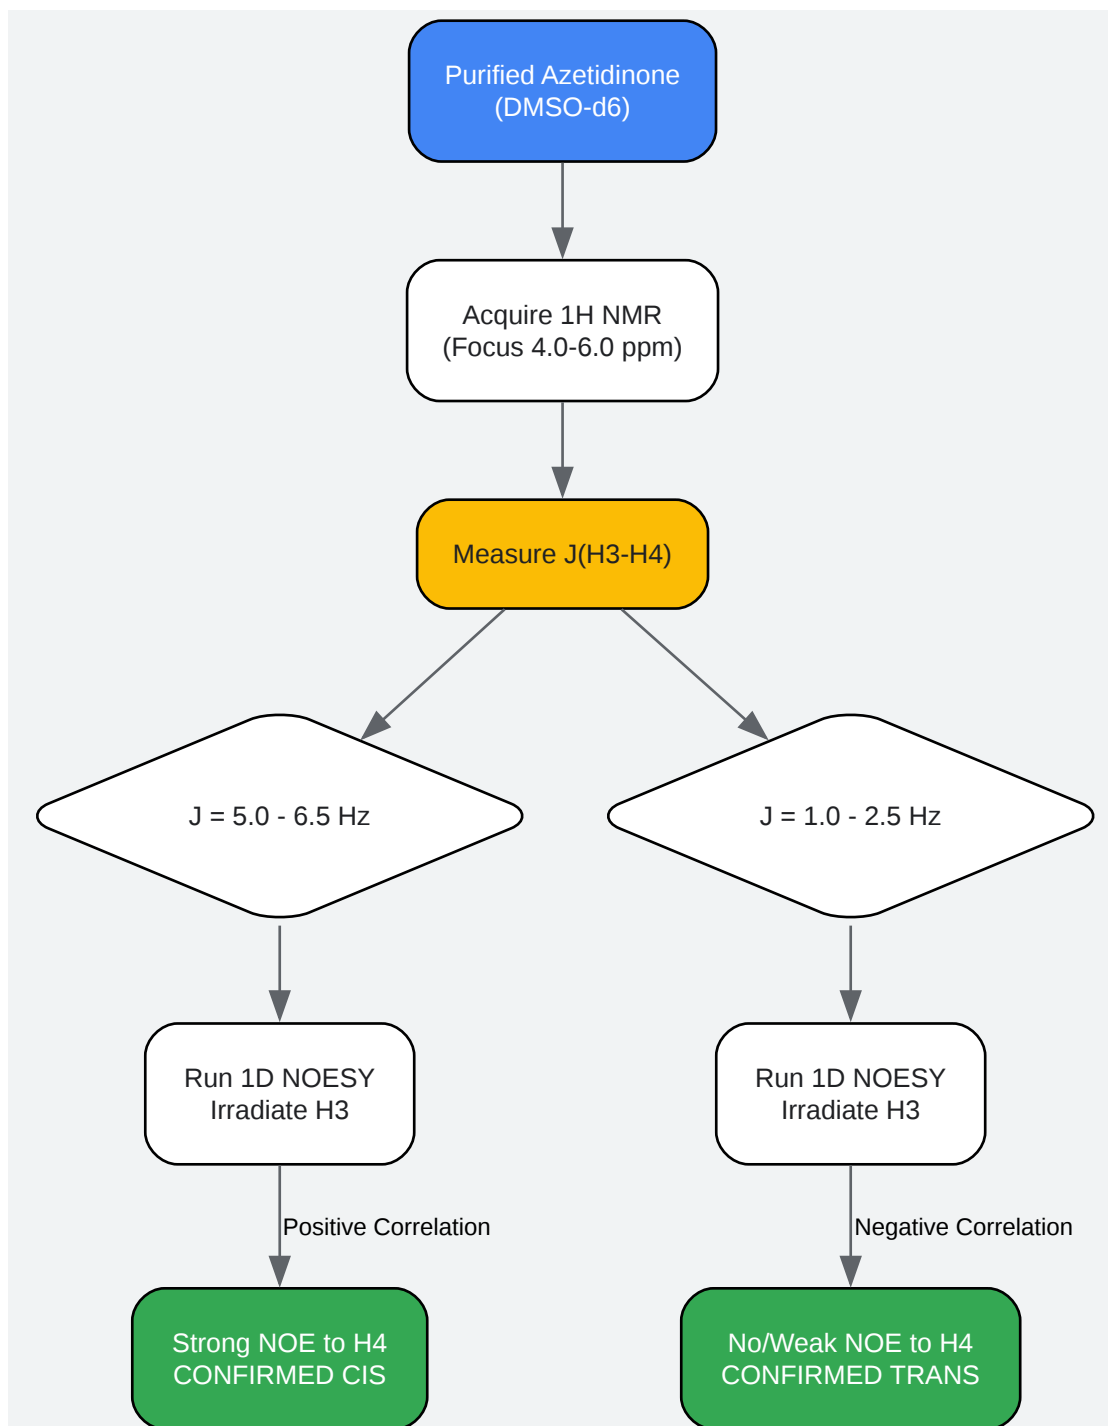 Purified Azetidinone
(DMSO-d6)
Acquire 1H NMR
(Focus 4.0-6.0 ppm)
Measure J(H3-H4)
J = 5.0 - 6.5 Hz
J = 1.0 - 2.5 Hz
Run 1D NOESY
Irradiate H3
Run 1D NOESY
Irradiate H3
Positive Correlation
Negative Correlation
Strong NOE to H4
CONFIRMED CIS
No/Weak NOE to H4
CONFIRMED TRANS